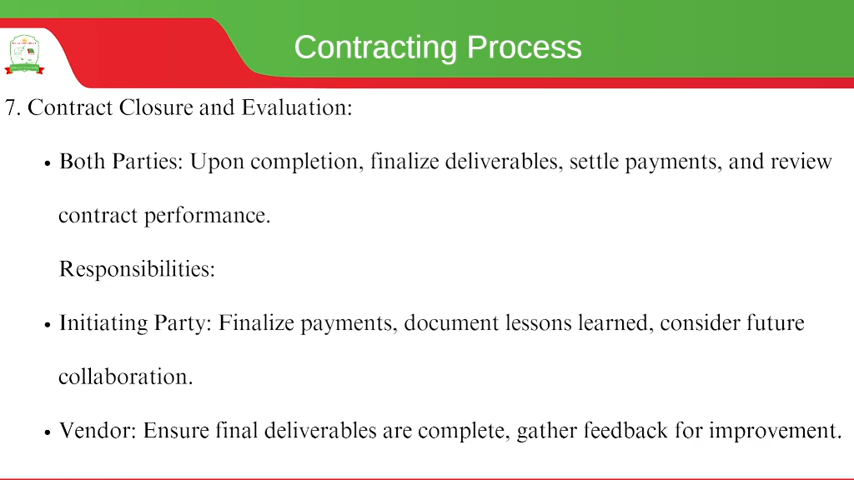 Contracting Process
7. Contract Closure and Evaluation:
• Both Parties: Upon completion, finalize deliverables, settle payments, and review
contract performance.
Responsibilities:
• Initiating Party: Finalize payments, document lessons learned, consider future
collaboration.
• Vendor: Ensure final deliverables are complete, gather feedback for improvement.